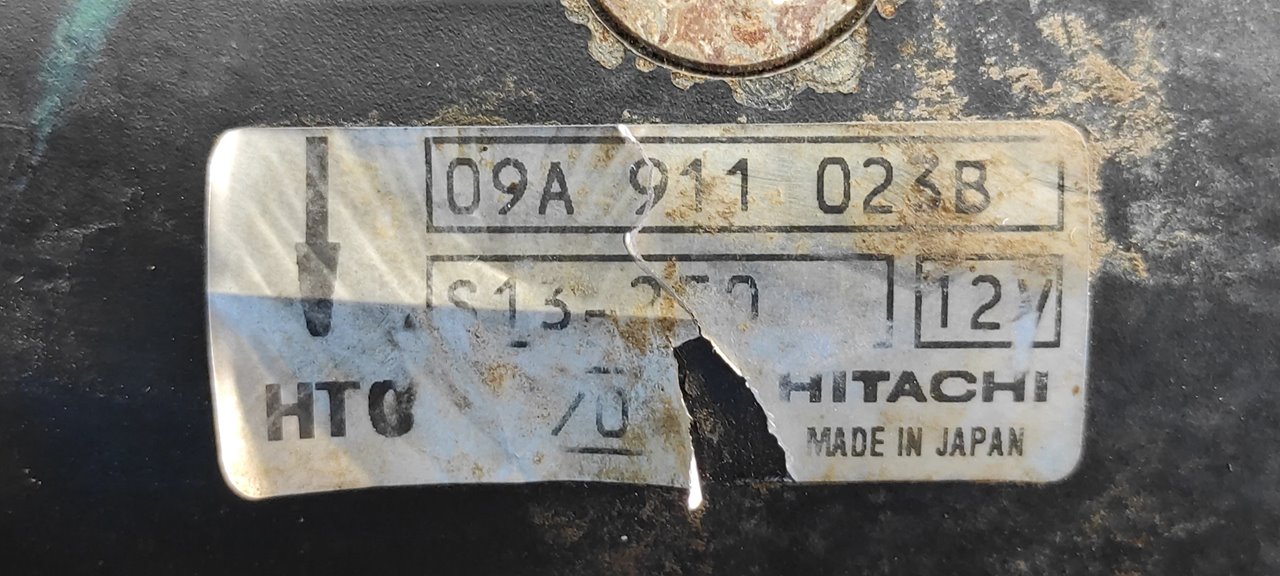 09A 911 023B
12V
HTO
HITACHI
MADE IN JAPAN